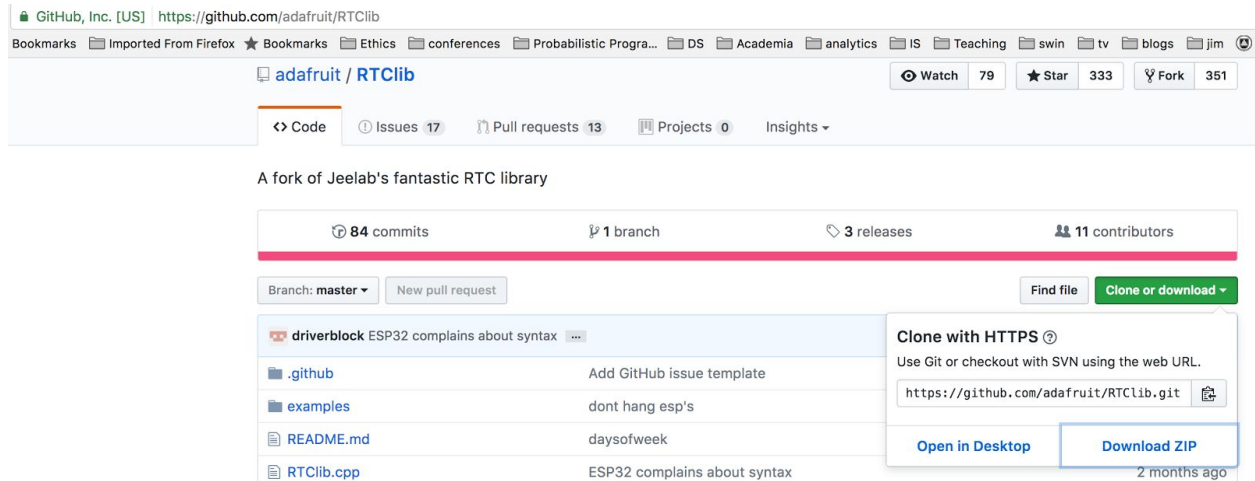 GitHub, Inc. [US] https://github.com/adafruit/RTClib
Bookmarks Imported From Firefox Bookmarks Ethics conferences Probabilistic Progra... DS Academia analytics IS Teaching swin tv blogs jim
adafruit / RTClib Watch 79 Star 333 Fork 351
<> Code Issues 17 Pull requests 13 Projects 0 Insights
A fork of Jeelab's fantastic RTC library
84 commits 1 branch 3 releases 11 contributors
Branch: master New pull request Find file Clone or download
driverblock ESP32 complains about syntax ...
Clone with HTTPS ?
Use Git or checkout with SVN using the web URL.
.github Add GitHub issue template
https://github.com/adafruit/RTClib.git
examples dont hang esp's
README.md daysofweek
Open in Desktop Download ZIP
RTClib.cpp ESP32 complains about syntax 2 months ago